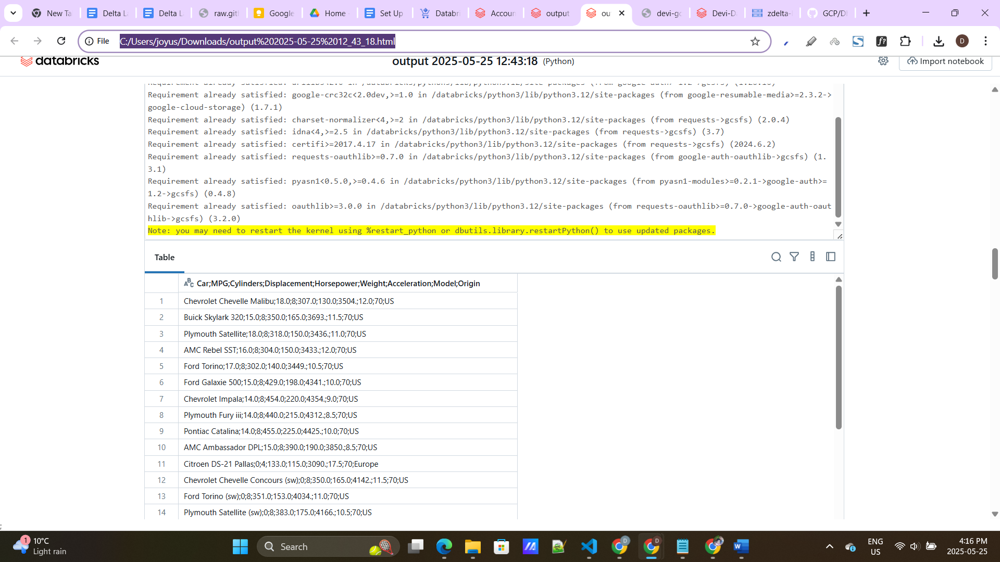 New Ta
Delta L
Delta L
raw.git
Google
Home -
Set Up
Databri
Accoun
output
ou
devi-gc
Devi-D
zdelta-
GCP/D
File
C:/Users/joyus/Downloads/output%202025-05-25%2012_43_18.html
D
databricks
output 2025-05-25 12:43:18 (Python)
Import notebook
Requirement already satisfied: google-crc32c<2.0dev,>=1.0 in /databricks/python3/lib/python3.12/site-packages (from google-resumable-media>=2.3.2->
google-cloud-storage) (1.7.1)
Requirement already satisfied: charset-normalizer<4,>=2 in /databricks/python3/lib/python3.12/site-packages (from requests->gcsfs) (2.0.4)
Requirement already satisfied: idna<4,>=2.5 in /databricks/python3/lib/python3.12/site-packages (from requests->gcsfs) (3.7)
Requirement already satisfied: certifi>=2017.4.17 in /databricks/python3/lib/python3.12/site-packages (from requests->gcsfs) (2024.6.2)
Requirement already satisfied: requests-oauthlib>=0.7.0 in /databricks/python3/lib/python3.12/site-packages (from google-auth-oauthlib->gcsfs) (1.
3.1)
Requirement already satisfied: pyasn1<0.5.0,>=0.4.6 in /databricks/python3/lib/python3.12/site-packages (from pyasn1-modules>=0.2.1->google-auth>=
1.2->gcsfs) (0.4.8)
Requirement already satisfied: oauthlib>=3.0.0 in /databricks/python3/lib/python3.12/site-packages (from requests-oauthlib>=0.7.0->google-auth-oaut
hlib->gcsfs) (3.2.0)
Note: you may need to restart the kernel using %restart_python or dbutils.library.restartPython() to use updated packages.
Table
Car;MPG;Cylinders;Displacement;Horsepower;Weight;Acceleration;Model;Origin
1 Chevrolet Chevelle Malibu;18.0;8;307.0;130.0;3504.;12.0;70;US
2 Buick Skylark 320;15.0;8;350.0;165.0;3693.;11.5;70;US
3 Plymouth Satellite;18.0;8;318.0;150.0;3436.;11.0;70;US
4 AMC Rebel SST;16.0;8;304.0;150.0;3433.;12.0;70;US
5 Ford Torino;17.0;8;302.0;140.0;3449.;10.5;70;US
6 Ford Galaxie 500;15.0;8;429.0;198.0;4341.;10.0;70;US
7 Chevrolet Impala;14.0;8;454.0;220.0;4354.;9.0;70;US
8 Plymouth Fury iii;14.0;8;440.0;215.0;4312.;8.5;70;US
9 Pontiac Catalina;14.0;8;455.0;225.0;4425.;10.0;70;US
10 AMC Ambassador DPL;15.0;8;390.0;190.0;3850.;8.5;70;US
11 Citroen DS-21 Pallas;0;4;133.0;115.0;3090.;17.5;70;Europe
12 Chevrolet Chevelle Concours (sw);0;8;350.0;165.0;4142.;11.5;70;US
13 Ford Torino (sw);0;8;351.0;153.0;4034.;11.0;70;US
14 Plymouth Satellite (sw);0;8;383.0;175.0;4166.;10.5;70;US
;
1
10°C
Light rain
Search
ENG
US
4:16 PM
2025-05-25